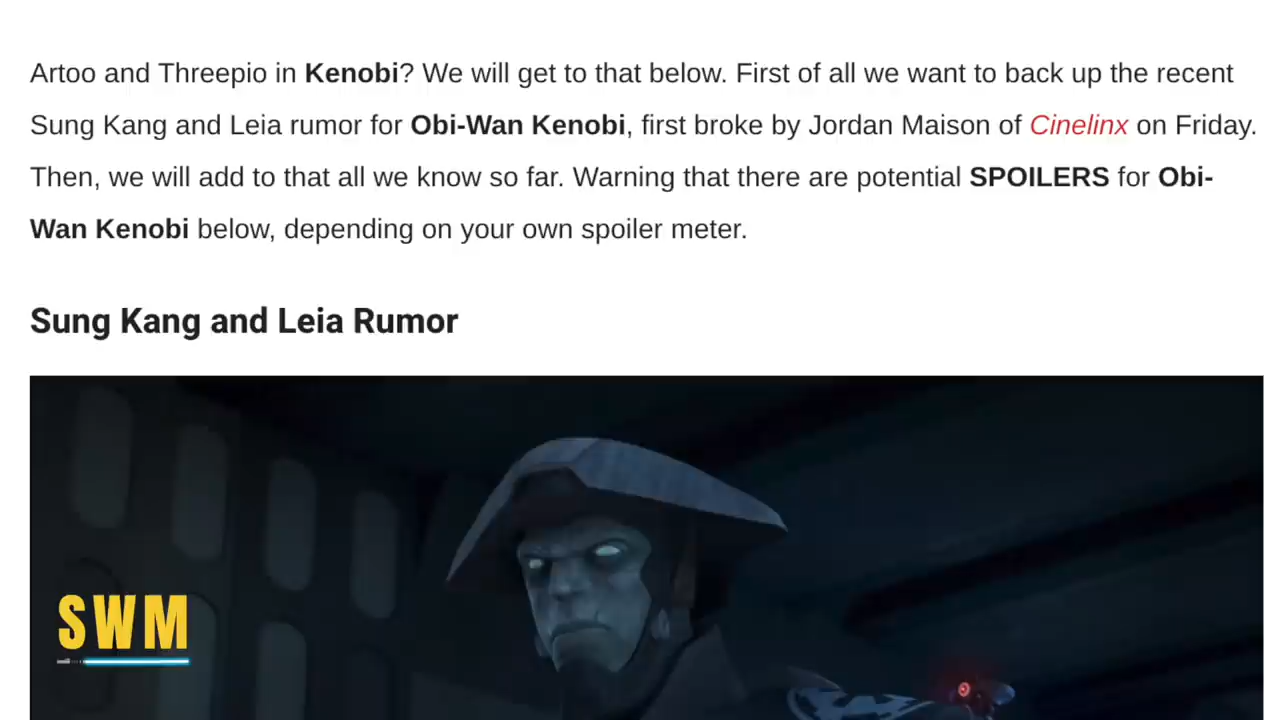 Artoo and Threepio in Kenobi? We will get to that below. First of all we want to back up the recent
Sung Kang and Leia rumor for Obi-Wan Kenobi, first broke by Jordan Maison of Cinelinx on Friday.
Then, we will add to that all we know so far. Warning that there are potential SPOILERS for Obi-
Wan Kenobi below, depending on your own spoiler meter.
Sung Kang and Leia Rumor
SWM